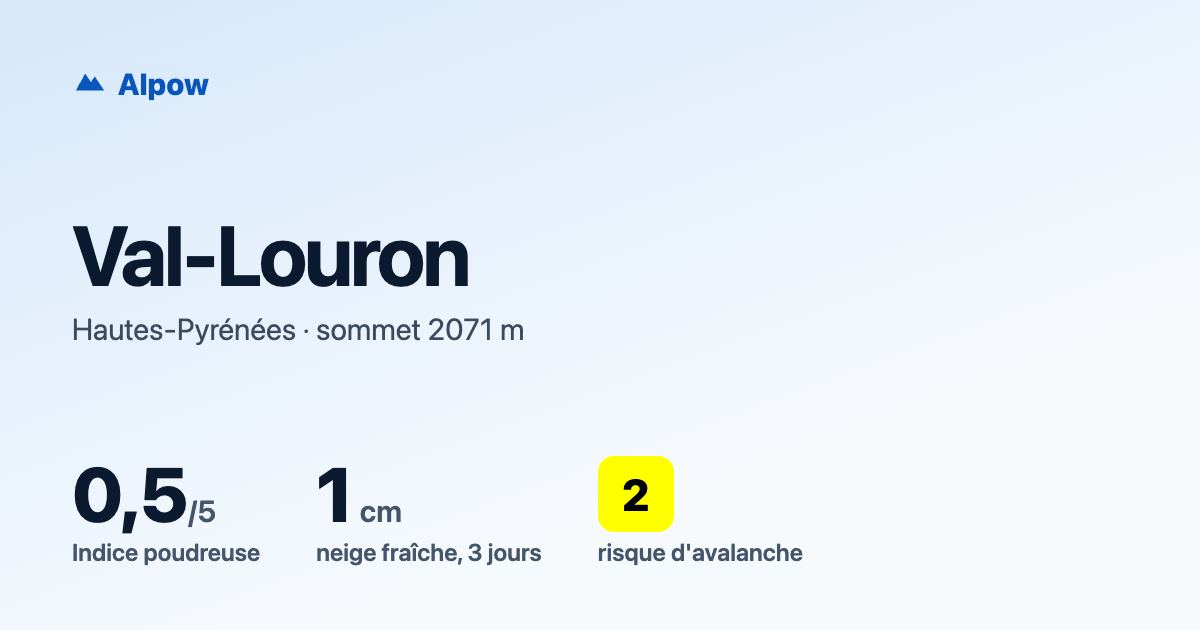 Alpow
Val-Louron
Hautes-Pyrénées · sommet 2071 m
0,5/5
Indice poudreuse
1 cm
neige fraîche, 3 jours
2
risque d'avalanche